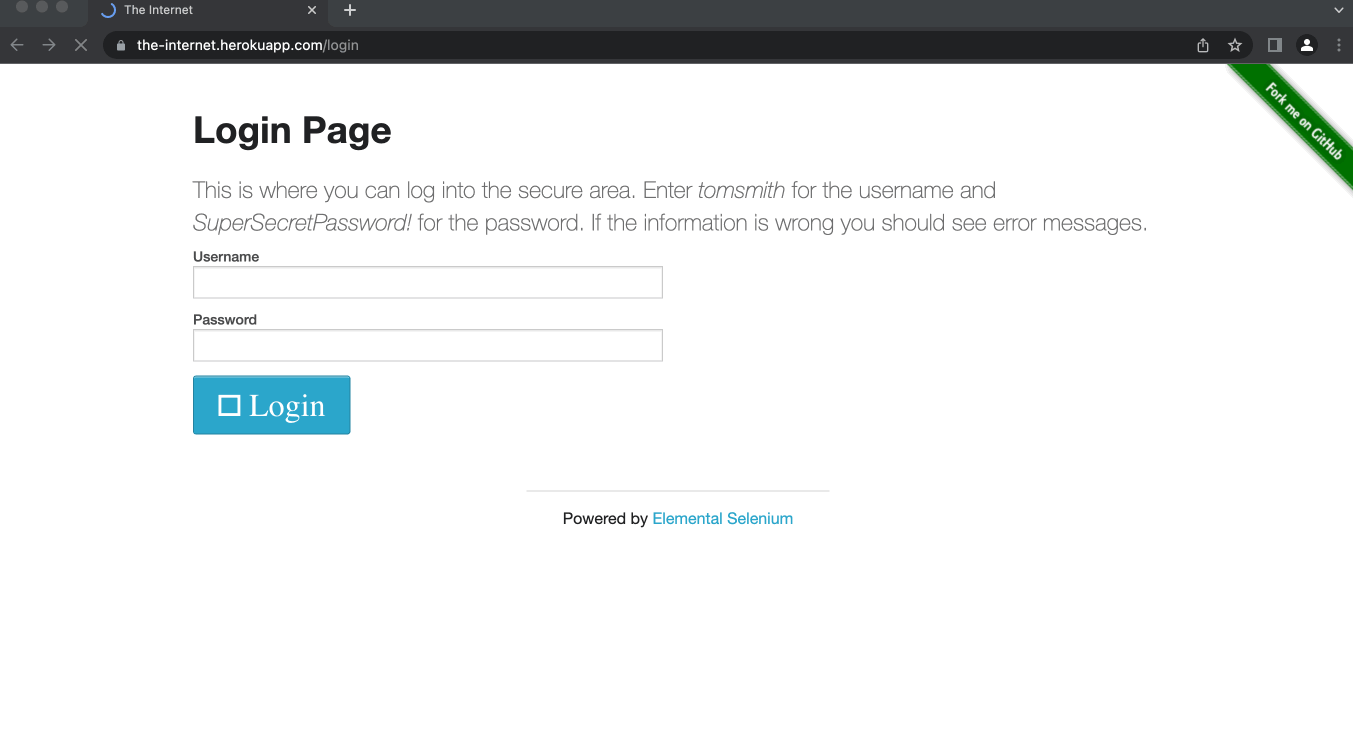 The Internet
the-internet.herokuapp.com/login
Fork me on GitHub
Login Page
This is where you can log into the secure area. Enter tomsmith for the username and
SuperSecretPassword! for the password. If the information is wrong you should see error messages.
Username
Password
Login
Powered by Elemental Selenium